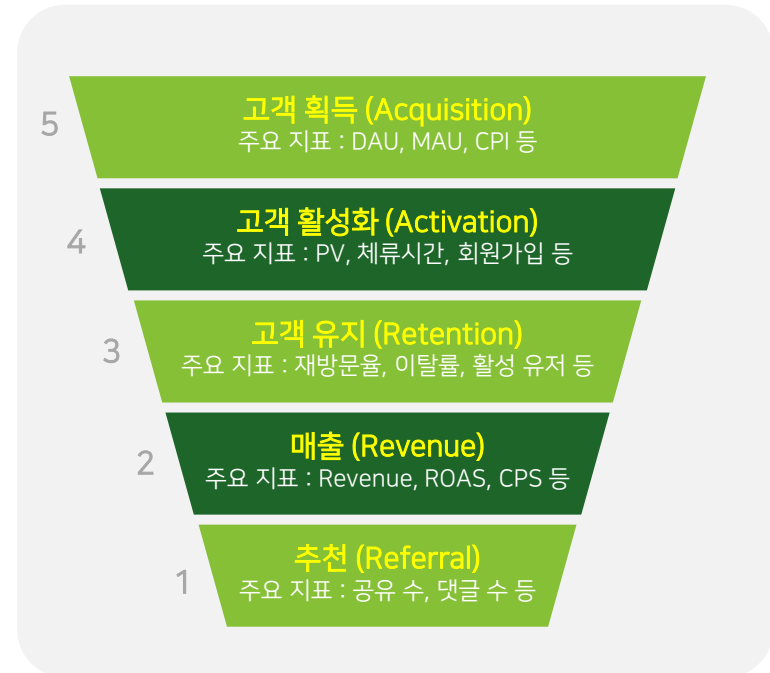 5
고객 획득 (Acquisition)
주요 지표 : DAU, MAU, CPI 등
4
고객 활성화 (Activation)
주요 지표 : PV, 체류시간, 회원가입 등
3
고객 유지 (Retention)
주요 지표 : 재방문율, 이탈률, 활성 유저 등
2
매출 (Revenue)
주요 지표 : Revenue, ROAS, CPS 등
1
추천 (Referral)
주요 지표 : 공유 수, 댓글 수 등